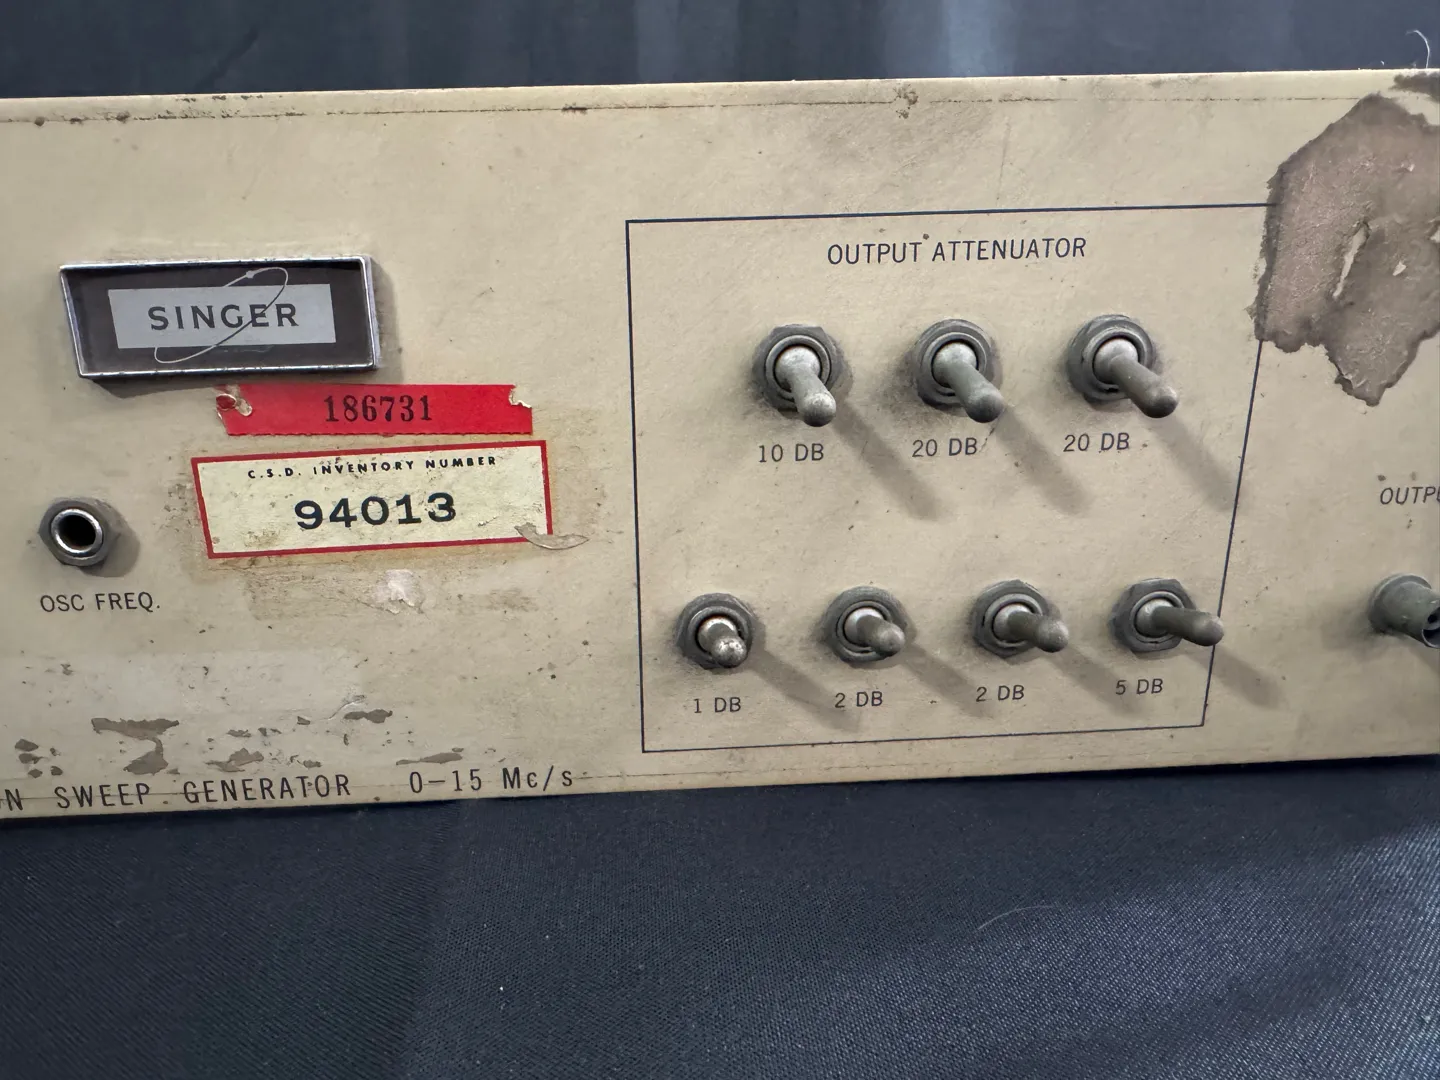 SINGER
186731
C.S.D. INVENTORY NUMBER
94013
OSC FREQ.
SWEEP GENERATOR 0-15 Mc/s
OUTPUT ATTENUATOR
10 DB 20 DB 20 DB
1 DB 2 DB 2 DB 5 DB